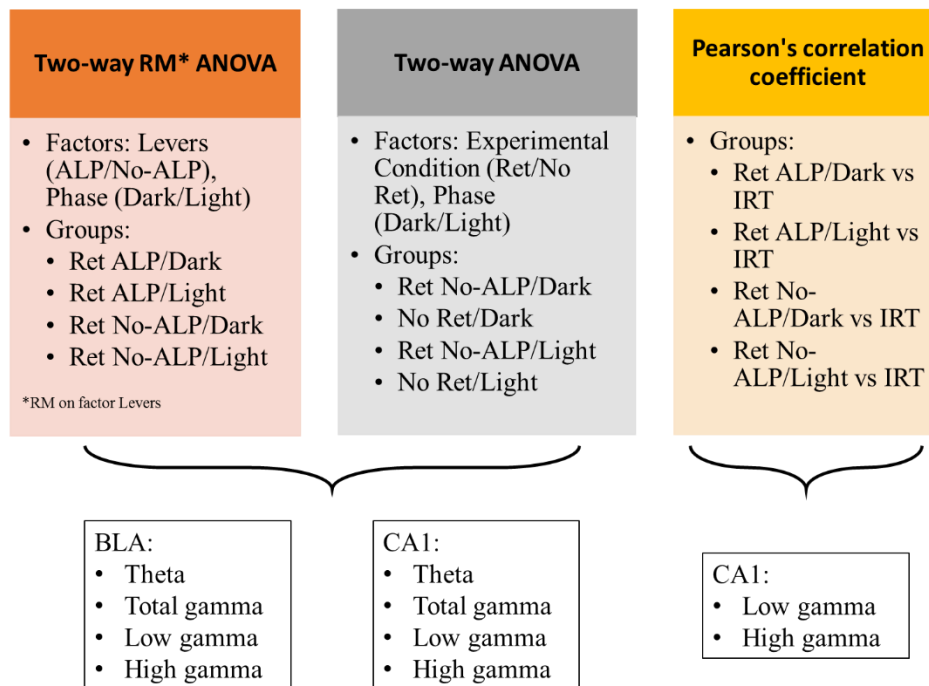 Two-way RM* ANOVA
• Factors: Levers
(ALP/No-ALP),
Phase (Dark/Light)
• Groups:
• Ret ALP/Dark
• Ret ALP/Light
• Ret No-ALP/Dark
• Ret No-ALP/Light
*RM on factor Levers
Two-way ANOVA
• Factors: Experimental
Condition (Ret/No
Ret), Phase
(Dark/Light)
• Groups:
• Ret No-ALP/Dark
• No Ret/Dark
• Ret No-ALP/Light
• No Ret/Light
Pearson's correlation
coefficient
• Groups:
• Ret ALP/Dark vs
IRT
• Ret ALP/Light vs
IRT
• Ret No-
ALP/Dark vs IRT
• Ret No-
ALP/Light vs IRT
BLA:
• Theta
• Total gamma
• Low gamma
• High gamma
CA1:
• Theta
• Total gamma
• Low gamma
• High gamma
CA1:
• Low gamma
• High gamma